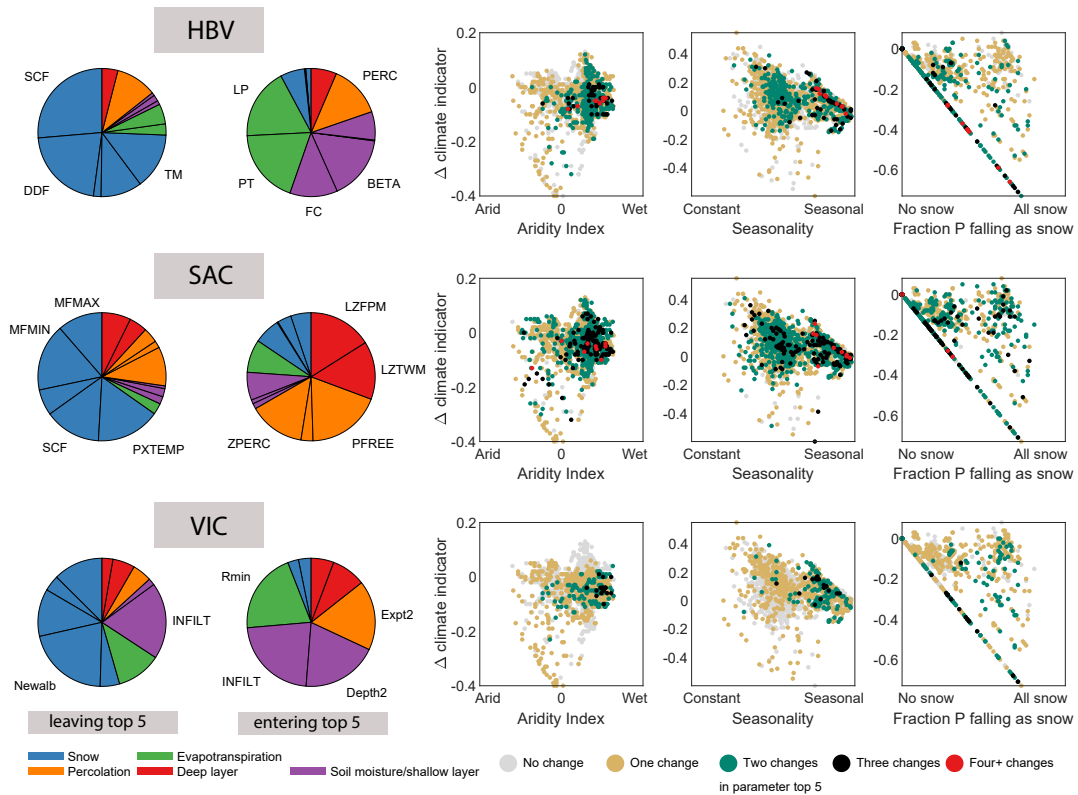 HBV
SCF
DDF
TM
LP
PT
FC
BETA
PERC
Δ climate indicator
0.2
0
-0.2
-0.4
Arid
0
Wet
Aridity Index
0.4
0.2
0
-0.2
-0.4
Constant
Seasonal
Seasonality
0
-0.2
-0.4
-0.6
No snow
All snow
Fraction P falling as snow
SAC
MFMAX
MFMIN
SCF
PXTEMP
LZFPM
LZTWM
PFREE
ZPERC
Δ climate indicator
0.2
0
-0.2
-0.4
Arid
0
Wet
Aridity Index
0.4
0.2
0
-0.2
-0.4
Constant
Seasonal
Seasonality
0
-0.2
-0.4
-0.6
No snow
All snow
Fraction P falling as snow
VIC
INFILT
Newalb
Rmin
Expt2
INFILT
Depth2
Δ climate indicator
0.2
0
-0.2
-0.4
Arid
0
Wet
Aridity Index
0.4
0.2
0
-0.2
-0.4
Constant
Seasonal
Seasonality
0
-0.2
-0.4
-0.6
No snow
All snow
Fraction P falling as snow
leaving top 5
entering top 5
Snow
Evapotranspiration
Percolation
Deep layer
Soil moisture/shallow layer
No change
One change
Two changes
Three changes
Four+ changes
in parameter top 5